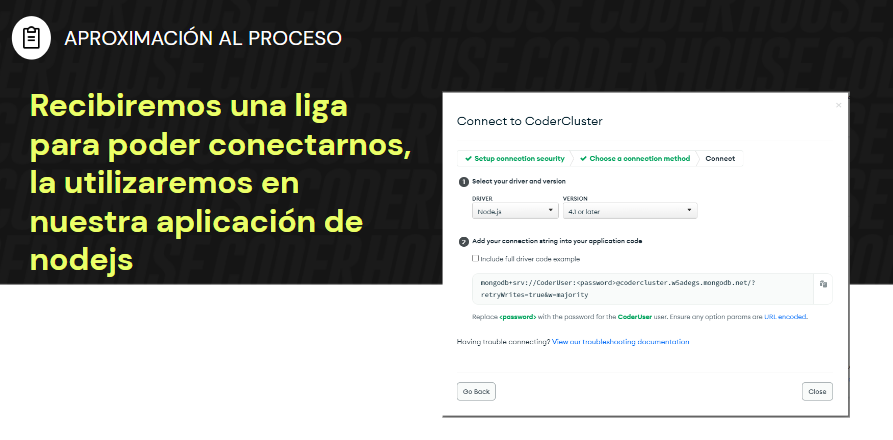 APROXIMACIÓN AL PROCESO
Recibiremos una liga
para poder conectarnos,
la utilizaremos en
nuestra aplicación de
nodejs
Connect to CoderCluster
✔ Setup connection security
✔ Choose a connection method
Connect
1 Select your driver and version
DRIVER
VERSION
Node.js
4.1 or later
2 Add your connection string into your application code
Include full driver code example
mongodb+srv://CoderUser:<password>@codercluster.w5adegs.mongodb.net/?
retryWrites=true&w=majority
Replace <password> with the password for the CoderUser user. Ensure any option params are URL encoded.
Having trouble connecting? View our troubleshooting documentation
Go Back
Close